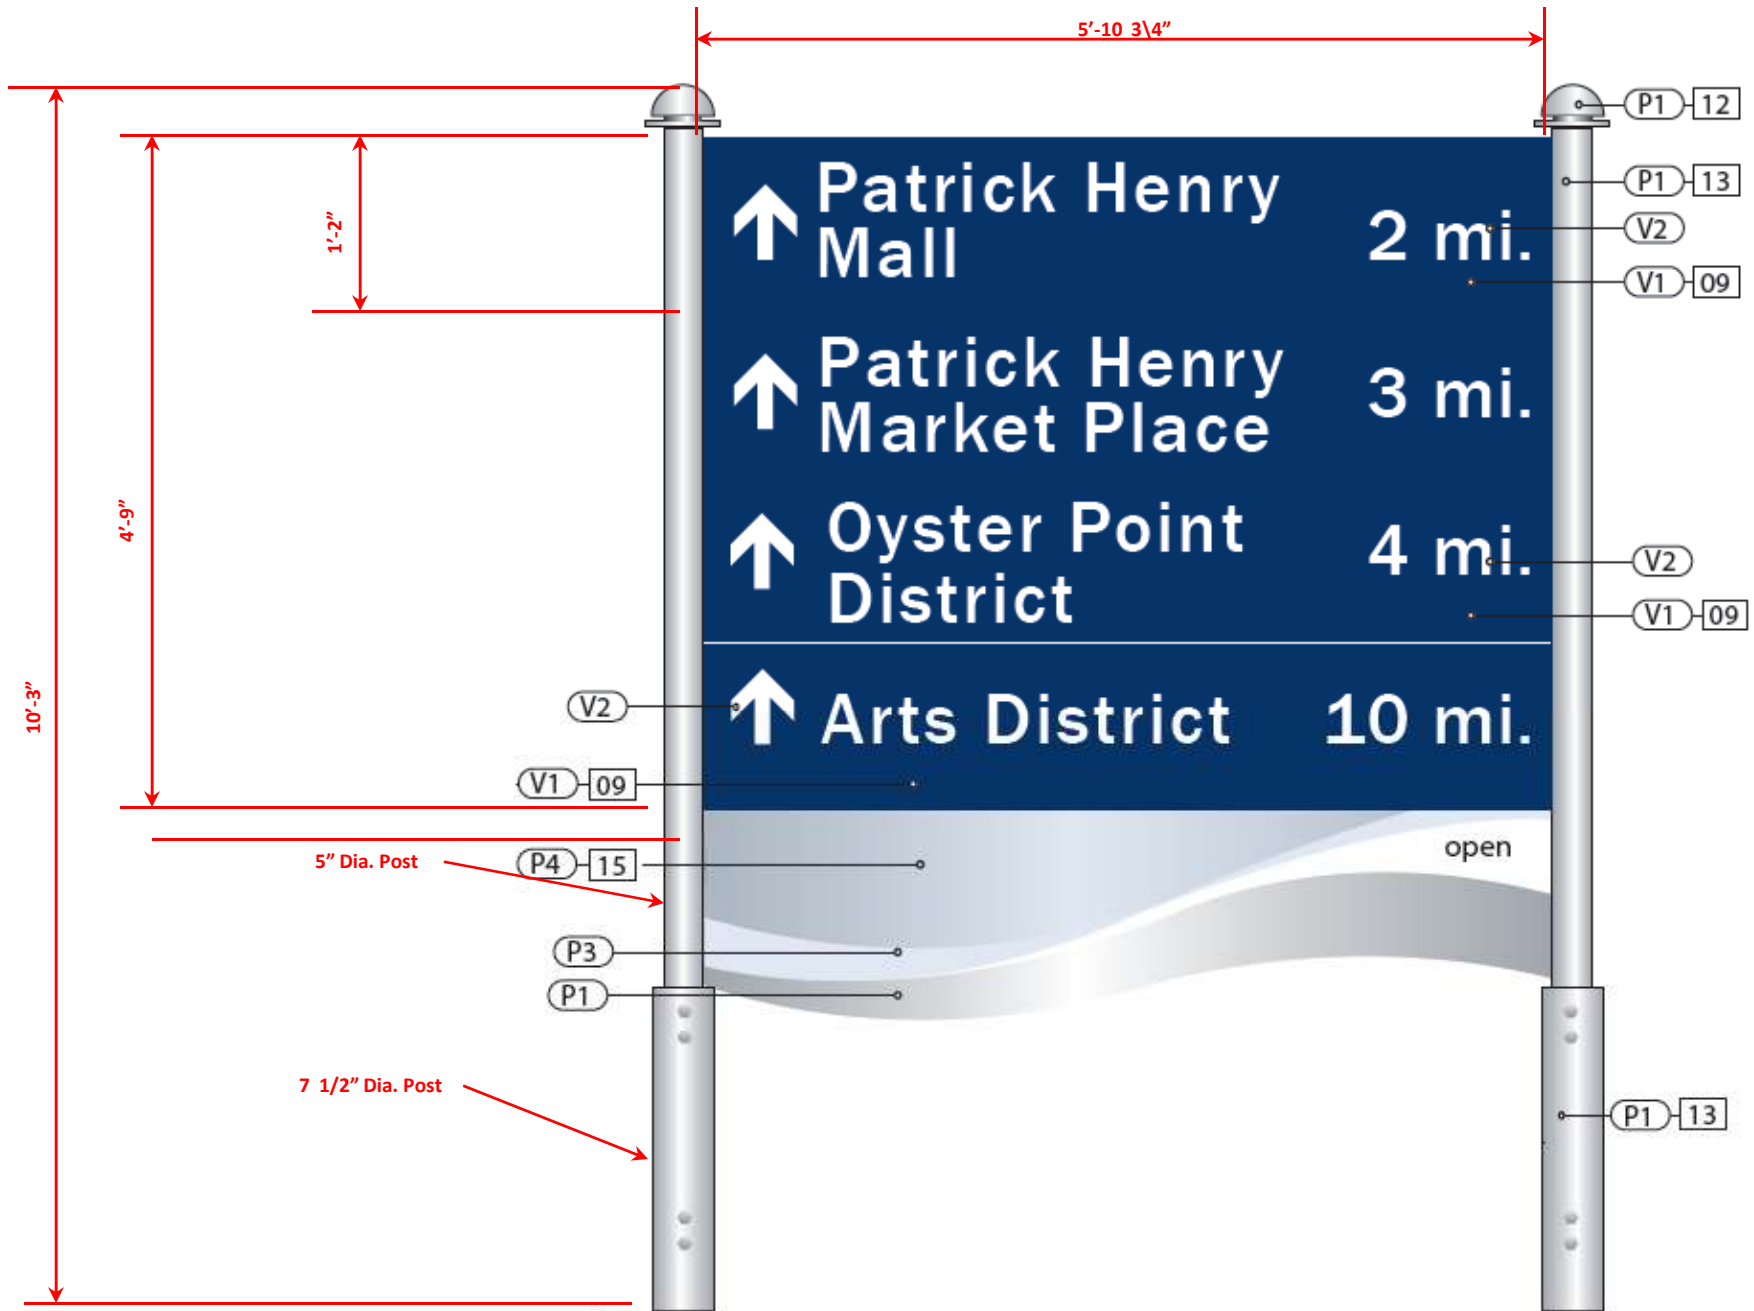 5’-10 3\4”
P1 12
P1 13
Patrick Henry
Mall
2 mi.
V2
V1 09
1’-2”
Patrick Henry
Market Place
3 mi.
4’-9”
Oyster Point
District
4 mi.
V2
V1 09
10’-3”
V2
Arts District 10 mi.
V1 09
open
5” Dia. Post
P4 15
P3
P1
7 1/2” Dia. Post
P1 13